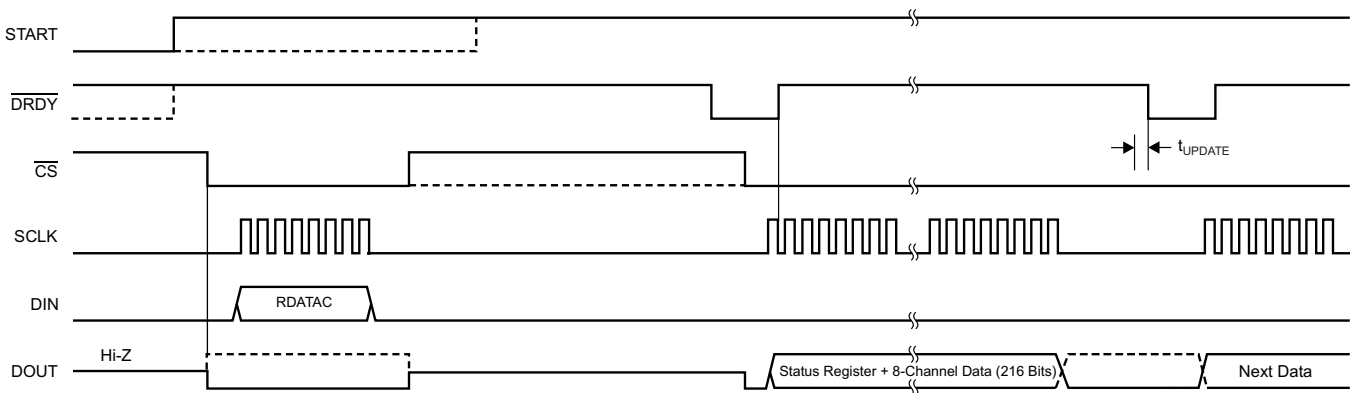 START
DRDY
CS
tUPDATE
SCLK
DIN
RDATAC
DOUT
Hi-Z
Status Register + 8-Channel Data (216 Bits)
Next Data